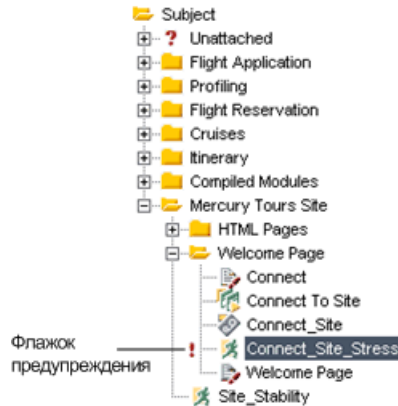 Subject
? Unattached
Flight Application
Profiling
Flight Reservation
Cruises
Itinerary
Compiled Modules
Mercury Tours Site
HTML Pages
Welcome Page
Connect
Connect To Site
Connect_Site
Флажок
предупреждения
! Connect_Site_Stress
Welcome Page
Site_Stability